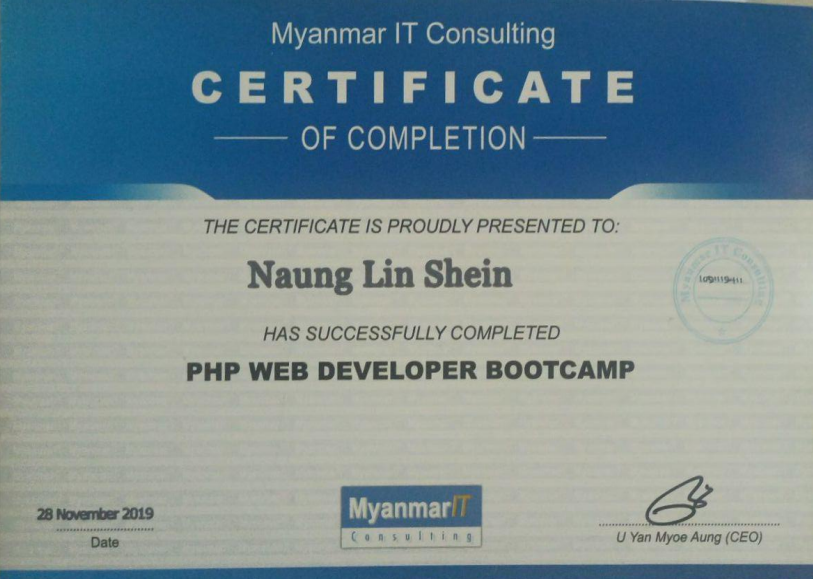 Myanmar IT Consulting
CERTIFICATE
OF COMPLETION
THE CERTIFICATE IS PROUDLY PRESENTED TO:
Naung Lin Shein
Myanmar IT Consulting
HAS SUCCESSFULLY COMPLETED
PHP WEB DEVELOPER BOOTCAMP
MyanmarIT
Consulting
28 November 2019
Date
U Yan Myoe Aung (CEO)